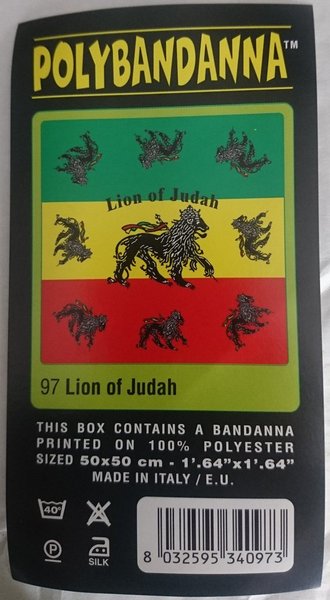 POLYBANDANNA™
Lion of Judah
97 Lion of Judah
THIS BOX CONTAINS A BANDANNA
PRINTED ON 100% POLYESTER
SIZED 50x50 cm - 1'.64"x1'.64"
MADE IN ITALY / E.U.
40°
P
SILK
8 032595 340973